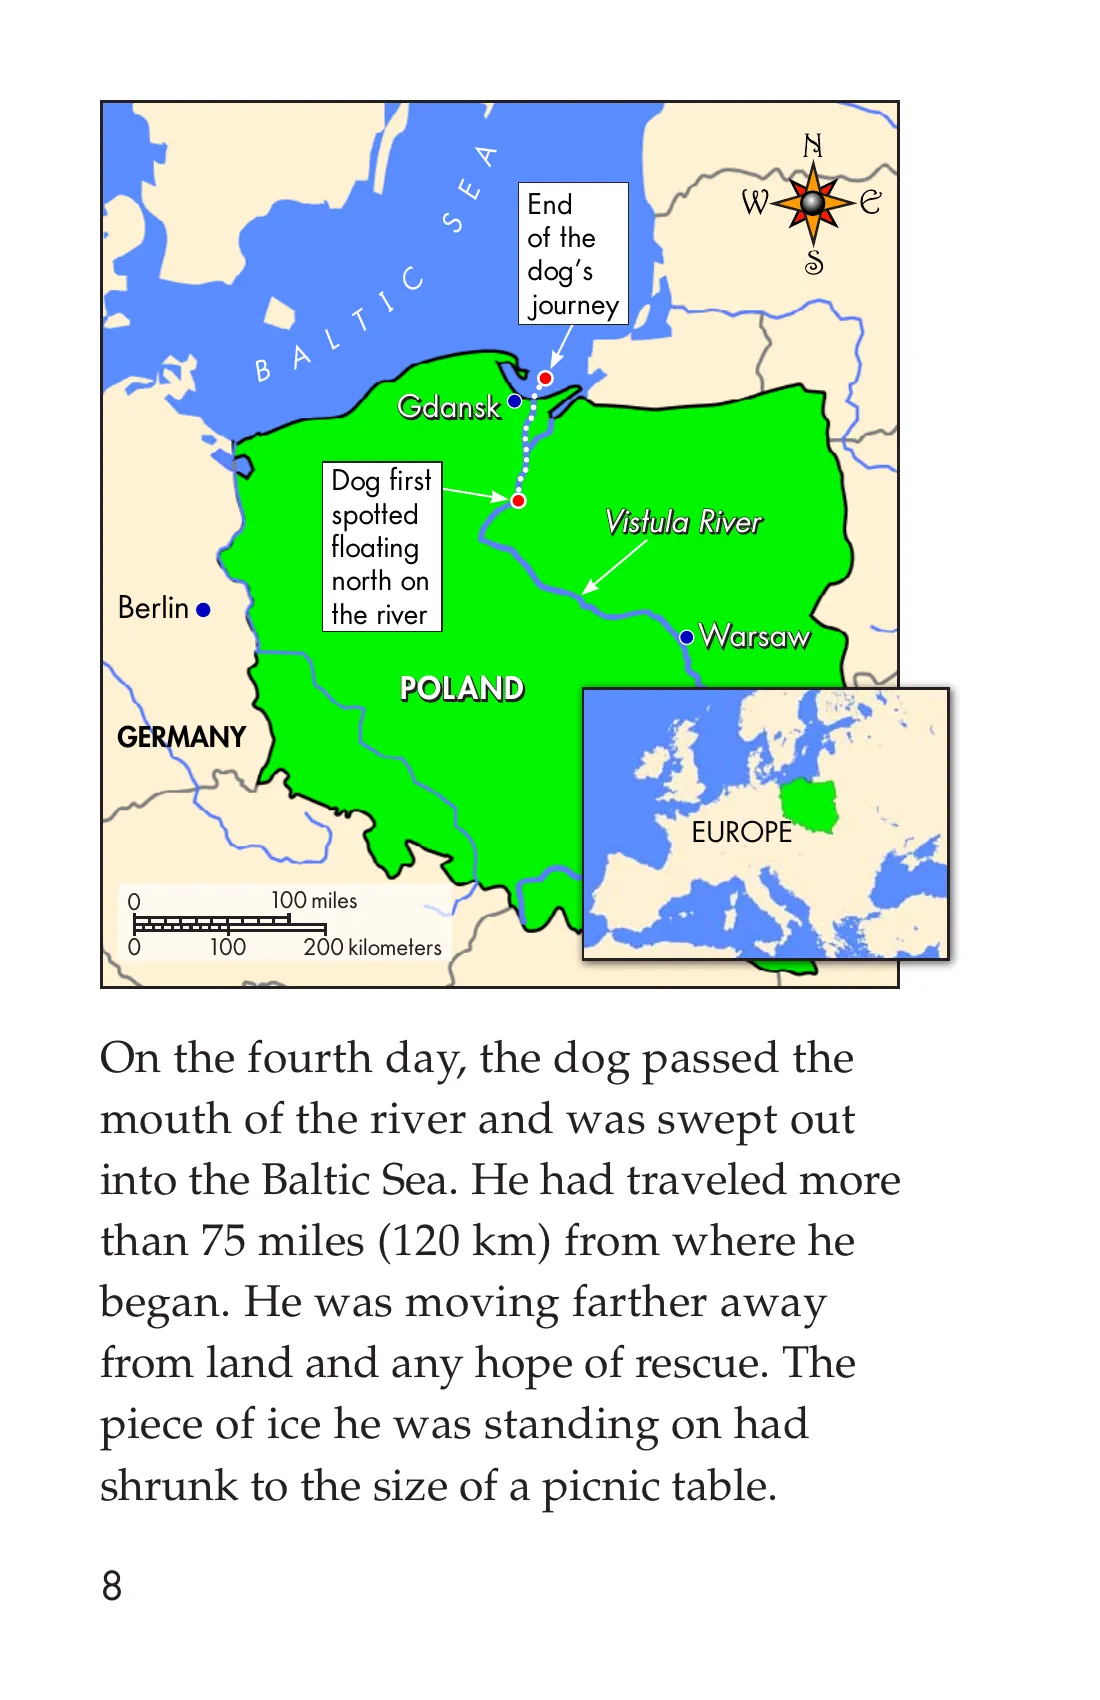 N
W E
S
BALTIC SEA
End
of the
dog's
journey
Gdansk
Dog first
spotted
floating
north on
the river
Vistula River
Berlin
Warsaw
POLAND
GERMANY
EUROPE
0 100 miles
0 100 200 kilometers
On the fourth day, the dog passed the
mouth of the river and was swept out
into the Baltic Sea. He had traveled more
than 75 miles (120 km) from where he
began. He was moving farther away
from land and any hope of rescue. The
piece of ice he was standing on had
shrunk to the size of a picnic table.
8